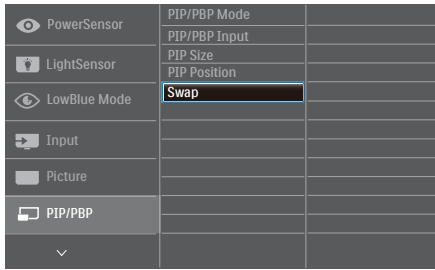 PowerSensor
LightSensor
LowBlue Mode
Input
Picture
PIP/PBP
PIP/PBP Mode
PIP/PBP Input
PIP Size
PIP Position
Swap